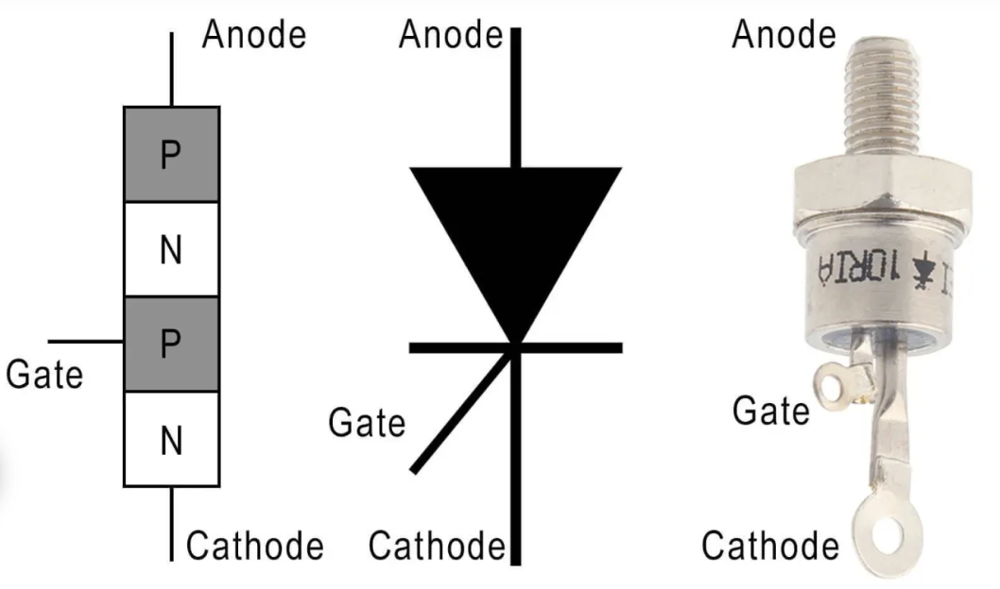 Anode
P
N
P
N
Gate
Cathode
Anode
Gate
Cathode
Anode
10RIA
Gate
Cathode